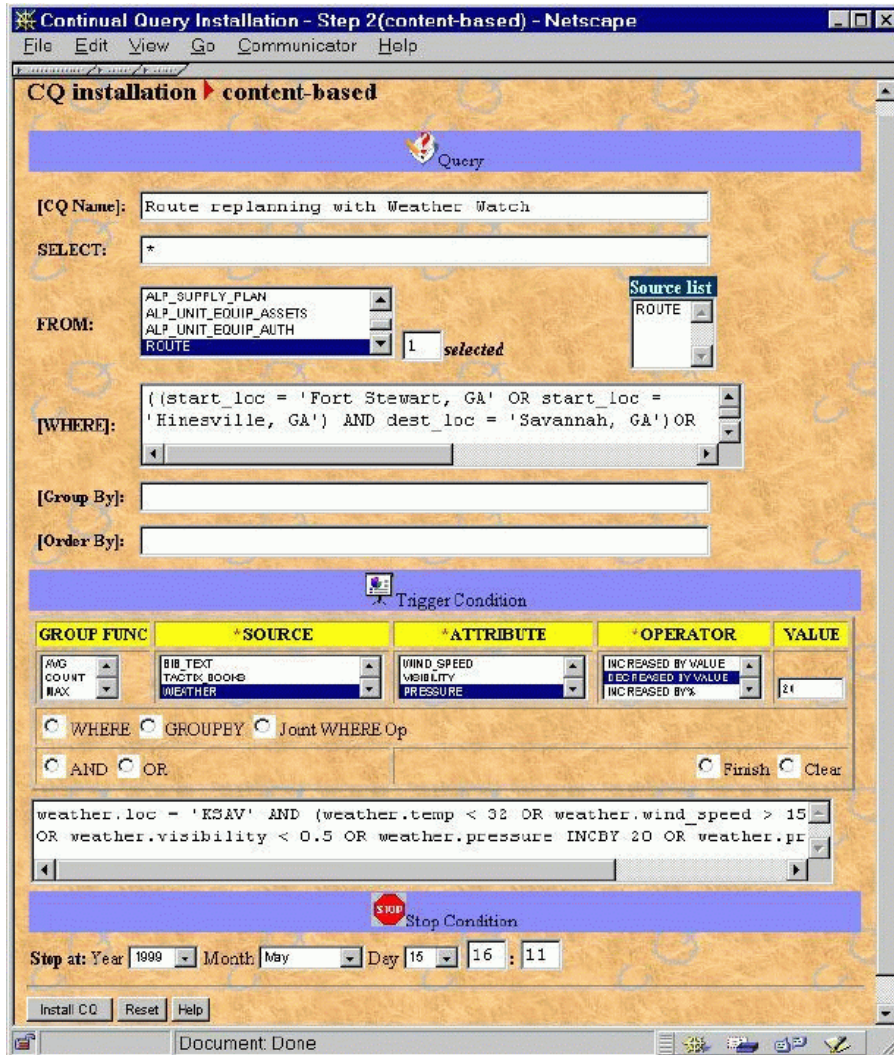 Continual Query Installation - Step 2(content-based) - Netscape
File Edit View Go Communicator Help
CQ installation content-based
Query
[CQ Name]: Route replanning with Weather Watch
SELECT: *
Source list
FROM: ALP_SUPPLY_PLAN
ALP_UNIT_EQUIP_ASSETS
ALP_UNIT_EQUIP_AUTH
ROUTE
1 selected
ROUTE
[WHERE]: ((start_loc = 'Fort Stewart, GA' OR start_loc =
'Hinesville, GA') AND dest_loc = 'Savannah, GA')OR
[Group By]:
[Order By]:
Trigger Condition
GROUP FUNC *SOURCE *ATTRIBUTE *OPERATOR VALUE
AVG BIB_TEXT WIND_SPEED INCREASED BY VALUE
COUNT TACTIX_BOOKS VISIBILITY DECREASED BY VALUE
MAX WEATHER PRESSURE INCREASED BY%
WHERE GROUPBY Joint WHERE Op
AND OR Finish Clear
weather.loc = 'KSAV' AND (weather.temp < 32 OR weather.wind_speed > 15
OR weather.visibility < 0.5 OR weather.pressure INCBY 20 OR weather.pr
STOP
Stop Condition
Stop at: Year 1999 Month May Day 15 16 : 11
Install CQ Reset Help
Document: Done